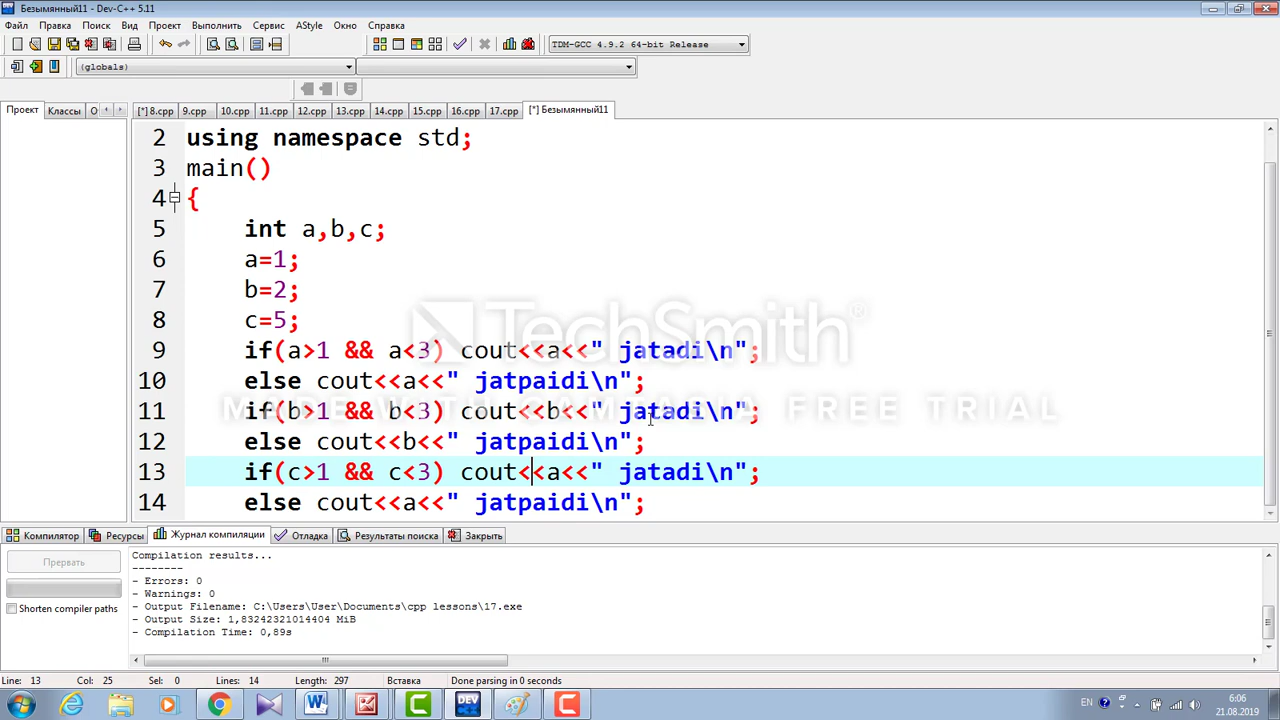 Безымянный11 - Dev-C++ 5.11
Файл Правка Поиск Вид Проект Выполнить Сервис AStyle Окно Справка
TDM-GCC 4.9.2 64-bit Release
(globals)
Проект Классы О [*] 8.cpp 9.cpp 10.cpp 11.cpp 12.cpp 13.cpp 14.cpp 15.cpp 16.cpp 17.cpp [*] Безымянный11
2 using namespace std;
3 main()
4 {
5 int a,b,c;
6 a=1;
7 b=2;
8 c=5;
TechSmith®
9 if(a>1 && a<3) cout<<a<<" jatadi\n";
10 else cout<<a<<" jatpaidi\n";
MADE WITH CAMTASIA FREE TRIAL
11 if(b>1 && b<3) cout<<b<<" jatadi\n";
12 else cout<<b<<" jatpaidi\n";
13 if(c>1 && c<3) cout<<a<<" jatadi\n";
14 else cout<<a<<" jatpaidi\n";
Компилятор Ресурсы Журнал компиляции Отладка Результаты поиска Закрыть
Прервать
Shorten compiler paths
Compilation results...
--------
- Errors: 0
- Warnings: 0
- Output Filename: C:\Users\User\Documents\cpp lessons\17.exe
- Output Size: 1,83242321014404 MiB
- Compilation Time: 0,89s
Line: 13 Col: 25 Sel: 0 Lines: 14 Length: 297 Вставка Done parsing in 0 seconds
DEV
EN 6:06
21.08.2019